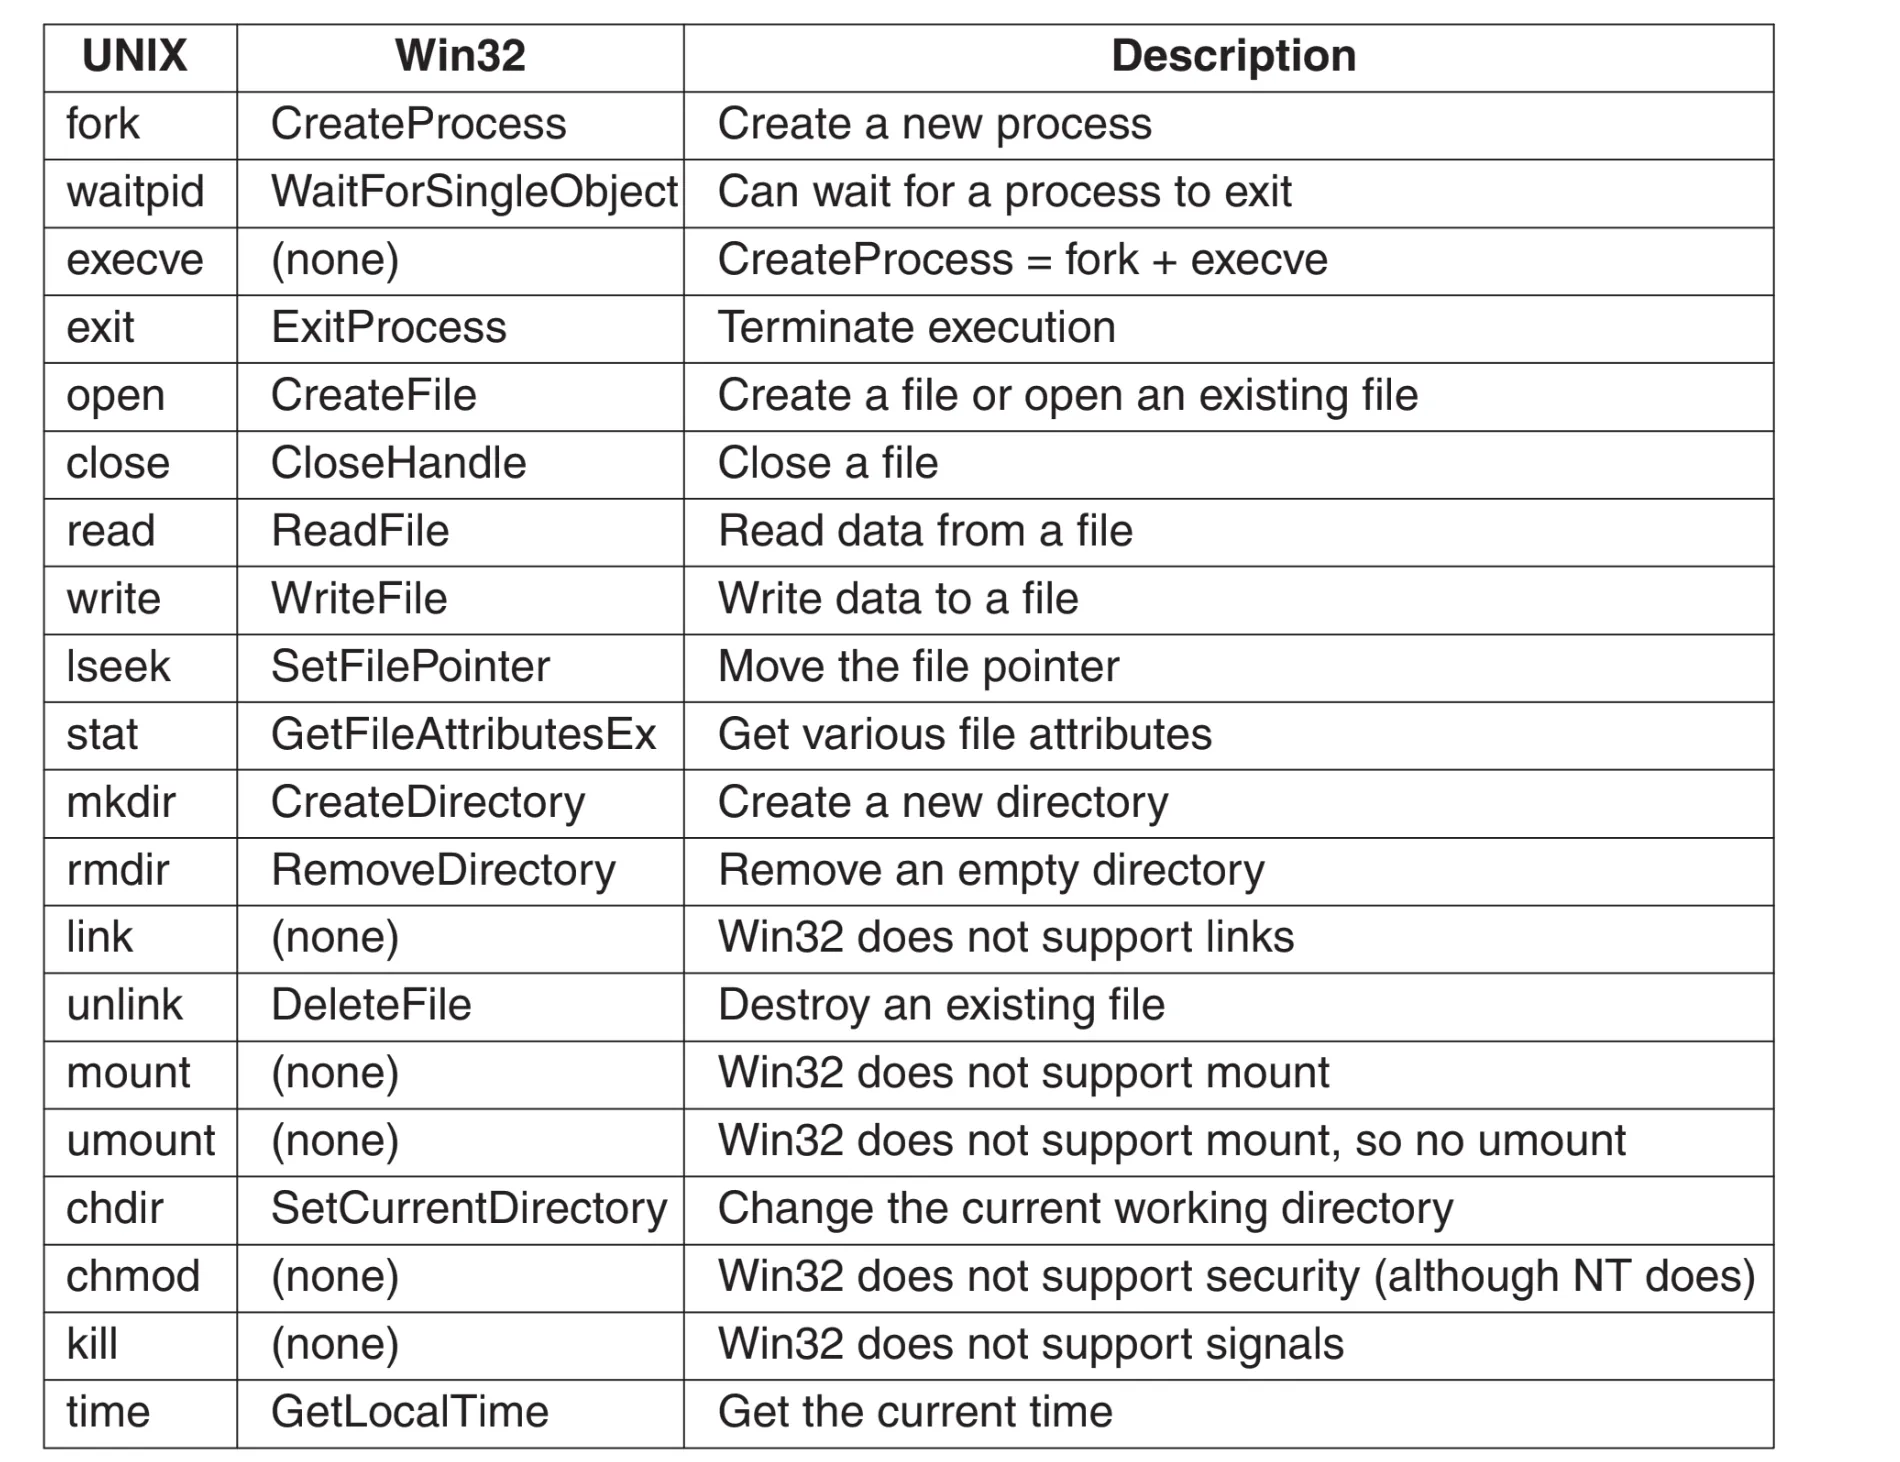 UNIX Win32 Description
fork CreateProcess Create a new process
waitpid WaitForSingleObject Can wait for a process to exit
execve (none) CreateProcess = fork + execve
exit ExitProcess Terminate execution
open CreateFile Create a file or open an existing file
close CloseHandle Close a file
read ReadFile Read data from a file
write WriteFile Write data to a file
lseek SetFilePointer Move the file pointer
stat GetFileAttributesEx Get various file attributes
mkdir CreateDirectory Create a new directory
rmdir RemoveDirectory Remove an empty directory
link (none) Win32 does not support links
unlink DeleteFile Destroy an existing file
mount (none) Win32 does not support mount
umount (none) Win32 does not support mount, so no umount
chdir SetCurrentDirectory Change the current working directory
chmod (none) Win32 does not support security (although NT does)
kill (none) Win32 does not support signals
time GetLocalTime Get the current time